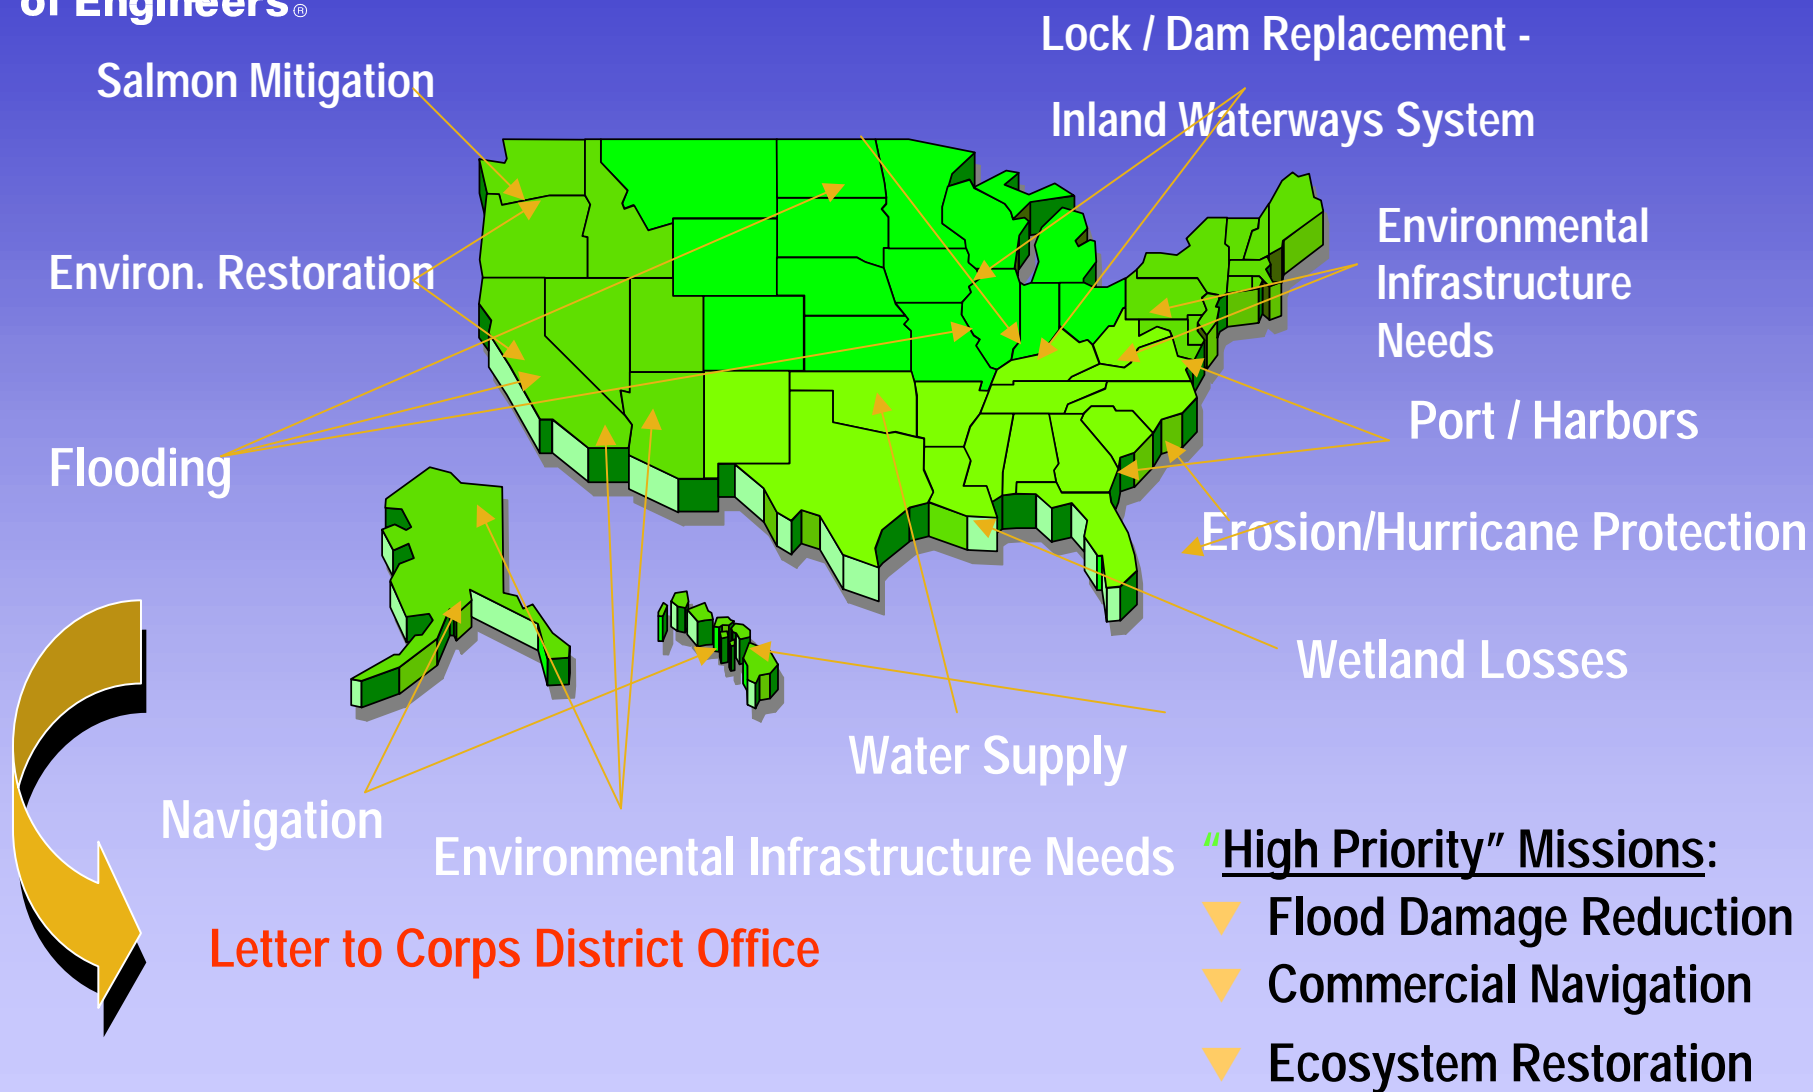 of Engineers®
Lock / Dam Replacement -
Inland Waterways System
Salmon Mitigation
Environ. Restoration
Environmental
Infrastructure
Needs
Port / Harbors
Flooding
Erosion/Hurricane Protection
Wetland Losses
Water Supply
Navigation
Environmental Infrastructure Needs
Letter to Corps District Office
“High Priority” Missions:
Flood Damage Reduction
Commercial Navigation
Ecosystem Restoration